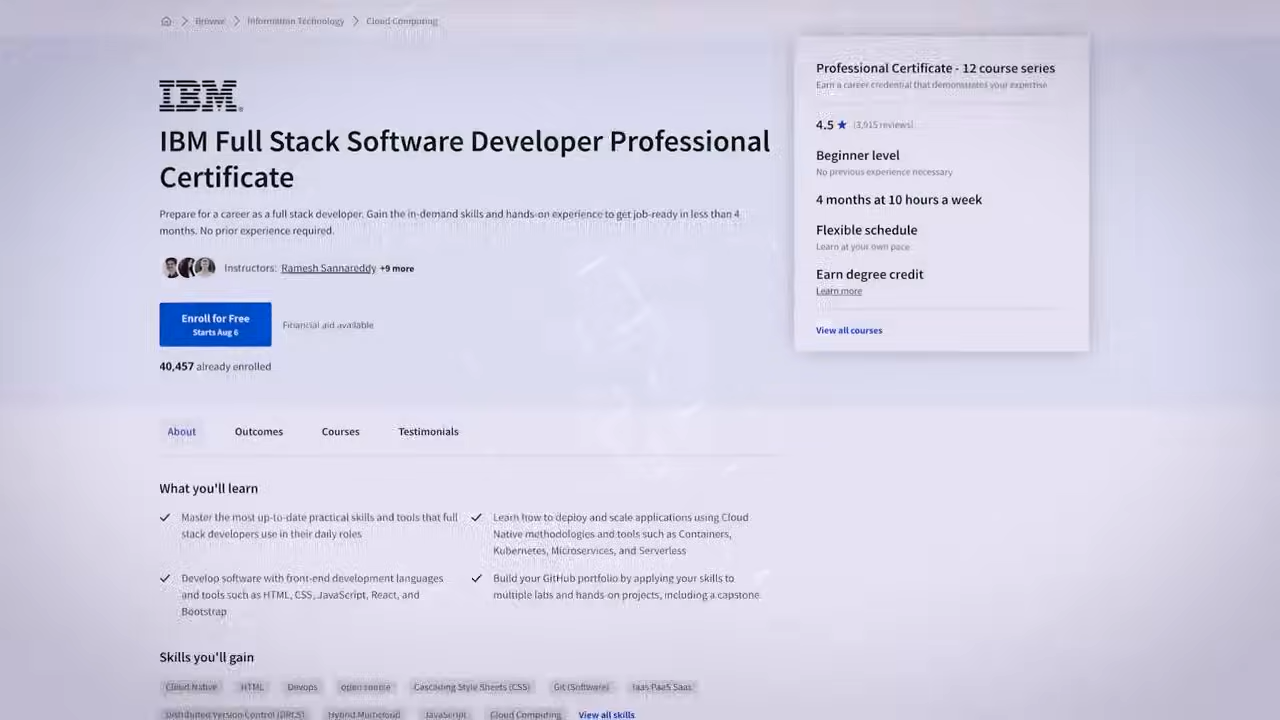 Browse
Information Technology
Cloud Computing
IBM
IBM Full Stack Software Developer Professional
Certificate
Prepare for a career as a full stack developer. Gain the in-demand skills and hands-on experience to get job-ready in less than 4
months. No prior experience required.
Instructors: Ramesh Sannareddy +9 more
Enroll for Free
Starts Aug 6
Financial aid available
40,457 already enrolled
Professional Certificate - 12 course series
Earn a career credential that demonstrates your expertise
4.5 ★ (3,915 reviews)
Beginner level
No previous experience necessary
4 months at 10 hours a week
Flexible schedule
Learn at your own pace
Earn degree credit
Learn more
View all courses
About
Outcomes
Courses
Testimonials
What you'll learn
Master the most up-to-date practical skills and tools that full
stack developers use in their daily roles
Learn how to deploy and scale applications using Cloud
Native methodologies and tools such as Containers,
Kubernetes, Microservices, and Serverless
Develop software with front-end development languages
and tools such as HTML, CSS, JavaScript, React, and
Bootstrap
Build your GitHub portfolio by applying your skills to
multiple labs and hands-on projects, including a capstone
Skills you'll gain
Cloud Native
HTML
Devops
open source
Cascading Style Sheets (CSS)
Git (Software)
Iaas PaaS Saas
Distributed Version Control (DRCS)
Hybrid Multicloud
JavaScript
Cloud Computing
View all skills